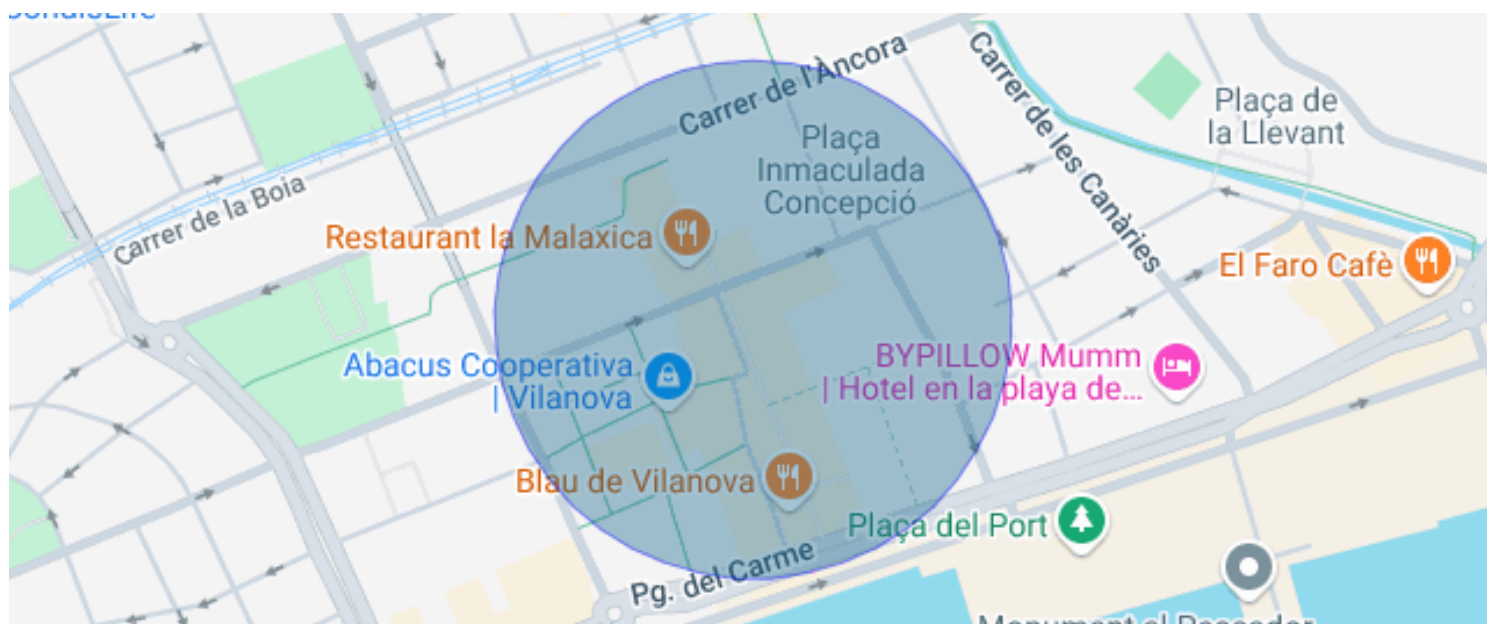 Carrer de l'Àncora
Carrer de les Canàries
Plaça de
la Llevant
Plaça
Inmaculada
Concepció
Carrer de la Boia
Restaurant la Malaxica
El Faro Cafè
Abacus Cooperativa
| Vilanova
BYPILLOW Mumm
| Hotel en la playa de...
Blau de Vilanova
Plaça del Port
Pg. del Carme